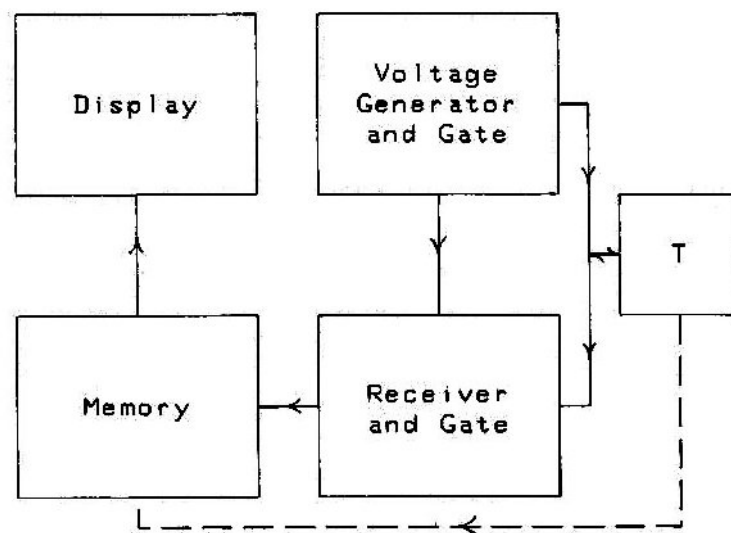 Display
Voltage
Generator
and Gate
T
Memory
Receiver
and Gate